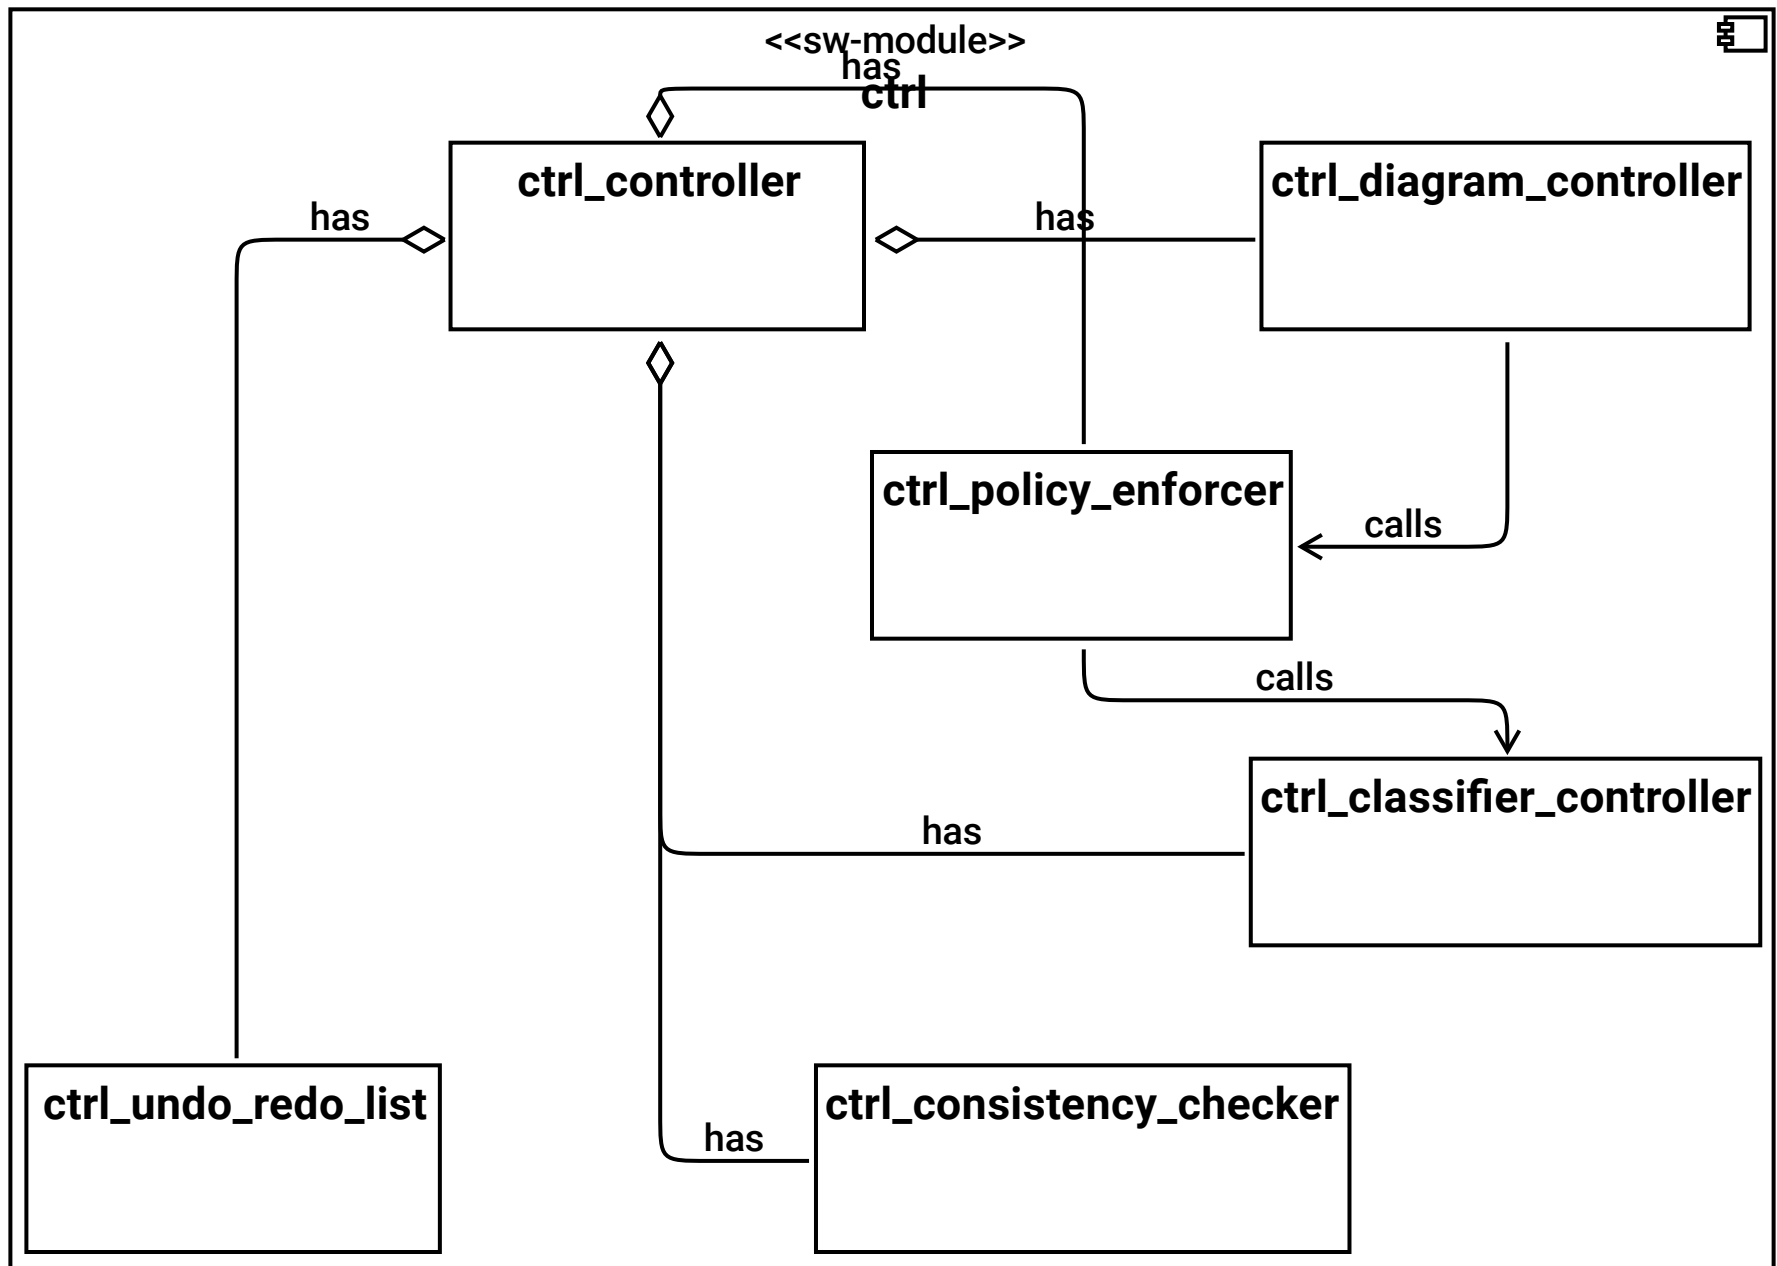 <<sw-module>>
has
ctrl
ctrl_controller
ctrl_diagram_controller
has
has
ctrl_policy_enforcer
calls
calls
ctrl_classifier_controller
has
ctrl_undo_redo_list
ctrl_consistency_checker
has